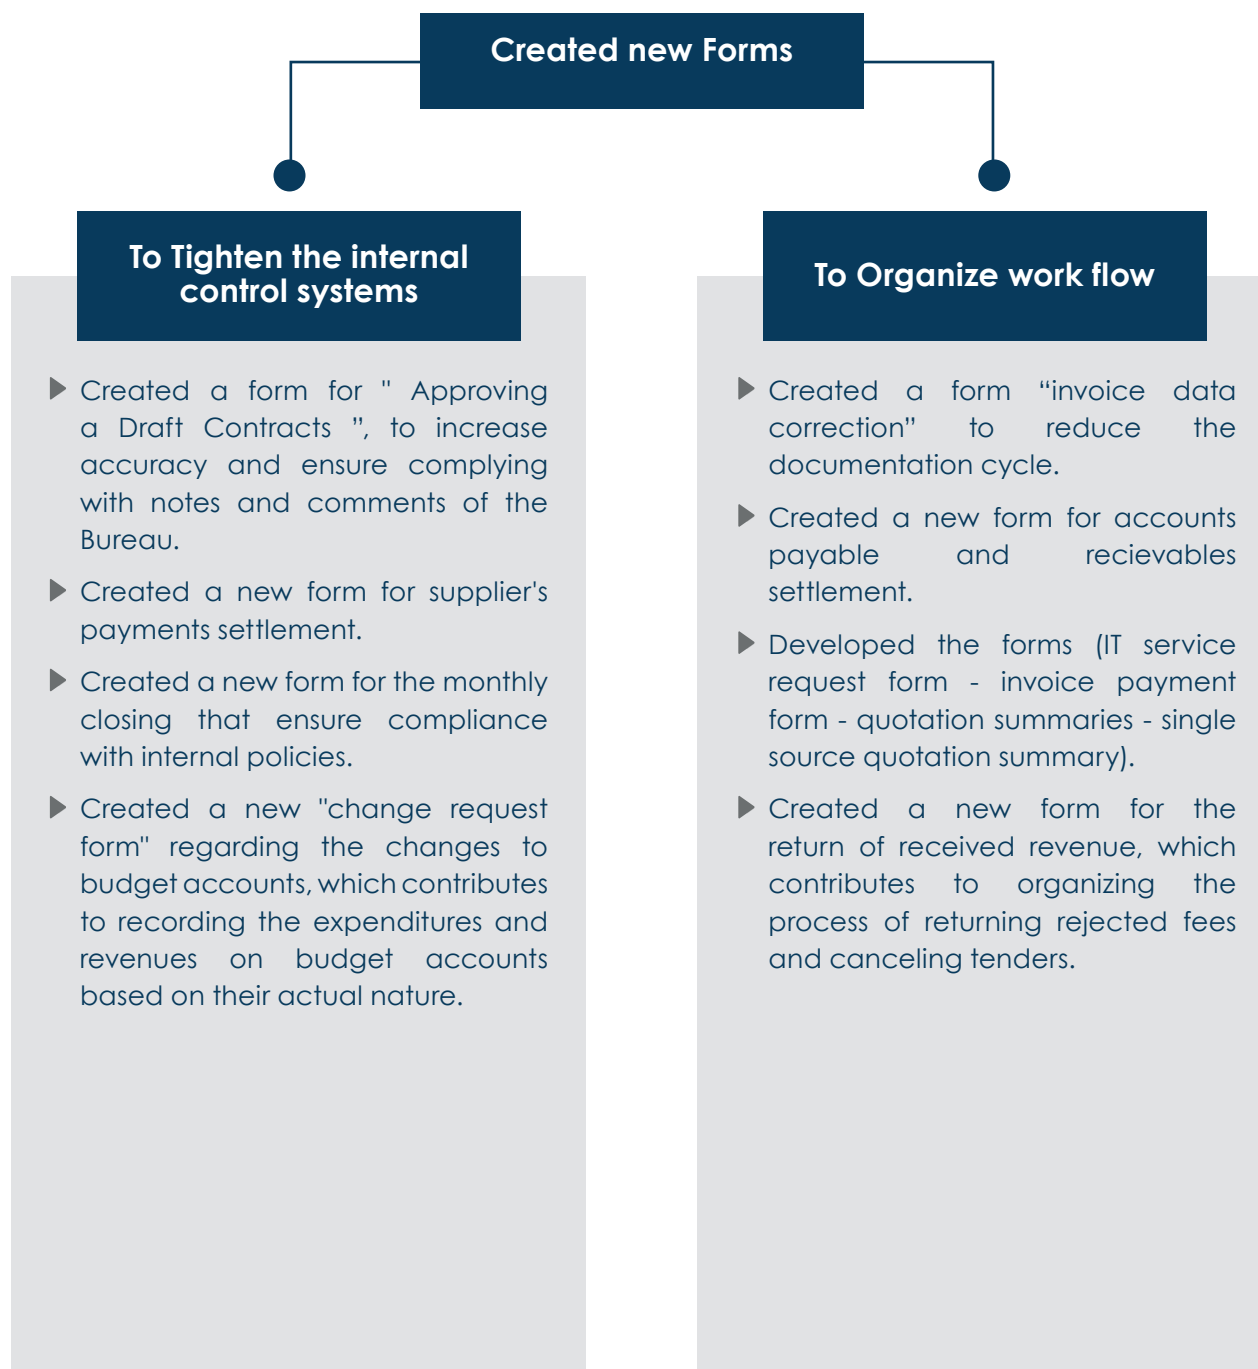 Created new Forms
To Tighten the internal
control systems
Created a form for " Approving
a Draft Contracts ”, to increase
accuracy and ensure complying
with notes and comments of the
Bureau.
Created a new form for supplier's
payments settlement.
Created a new form for the monthly
closing that ensure compliance
with internal policies.
Created a new "change request
form" regarding the changes to
budget accounts, which contributes
to recording the expenditures and
revenues on budget accounts
based on their actual nature.
To Organize work flow
Created a form “invoice data
correction” to reduce the
documentation cycle.
Created a new form for accounts
payable and recievables
settlement.
Developed the forms (IT service
request form - invoice payment
form - quotation summaries - single
source quotation summary).
Created a new form for the
return of received revenue, which
contributes to organizing the
process of returning rejected fees
and canceling tenders.